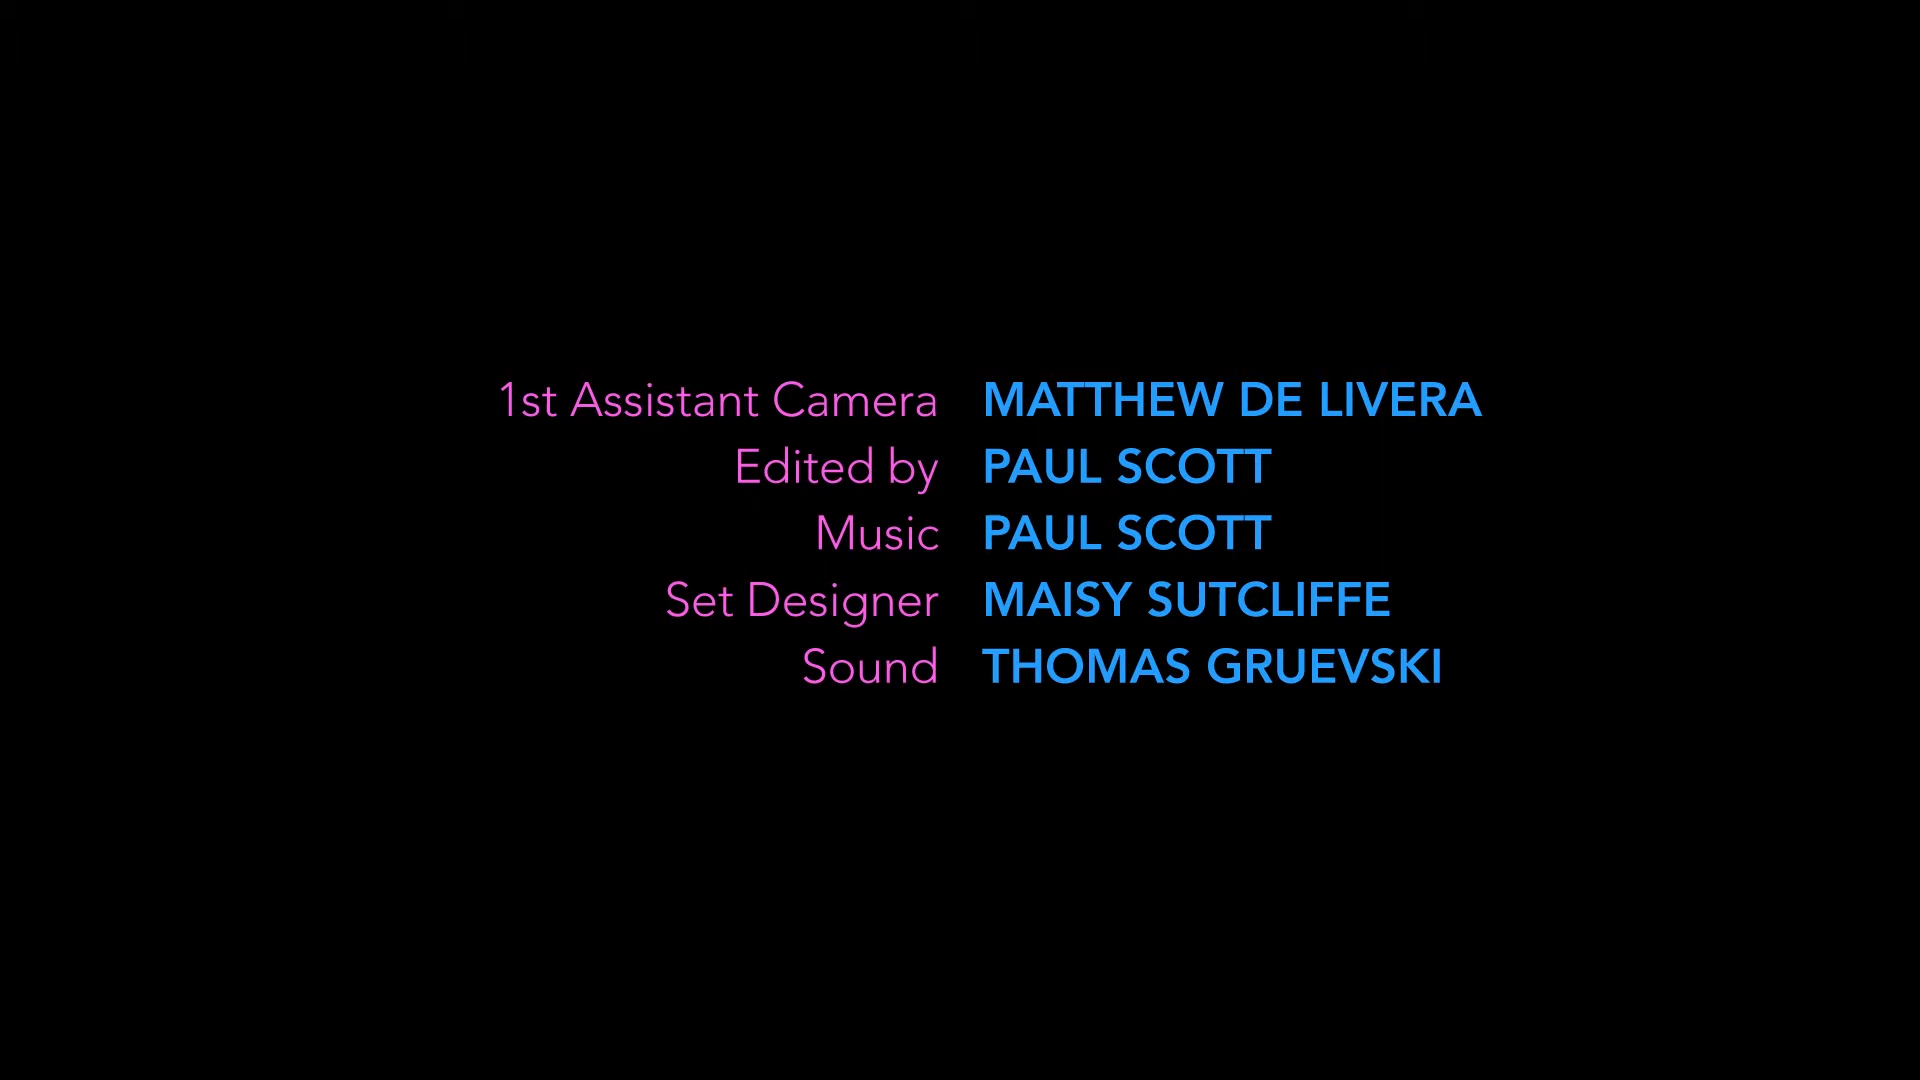 1st Assistant Camera MATTHEW DE LIVERA
Edited by PAUL SCOTT
Music PAUL SCOTT
Set Designer MAISY SUTCLIFFE
Sound THOMAS GRUEVSKI